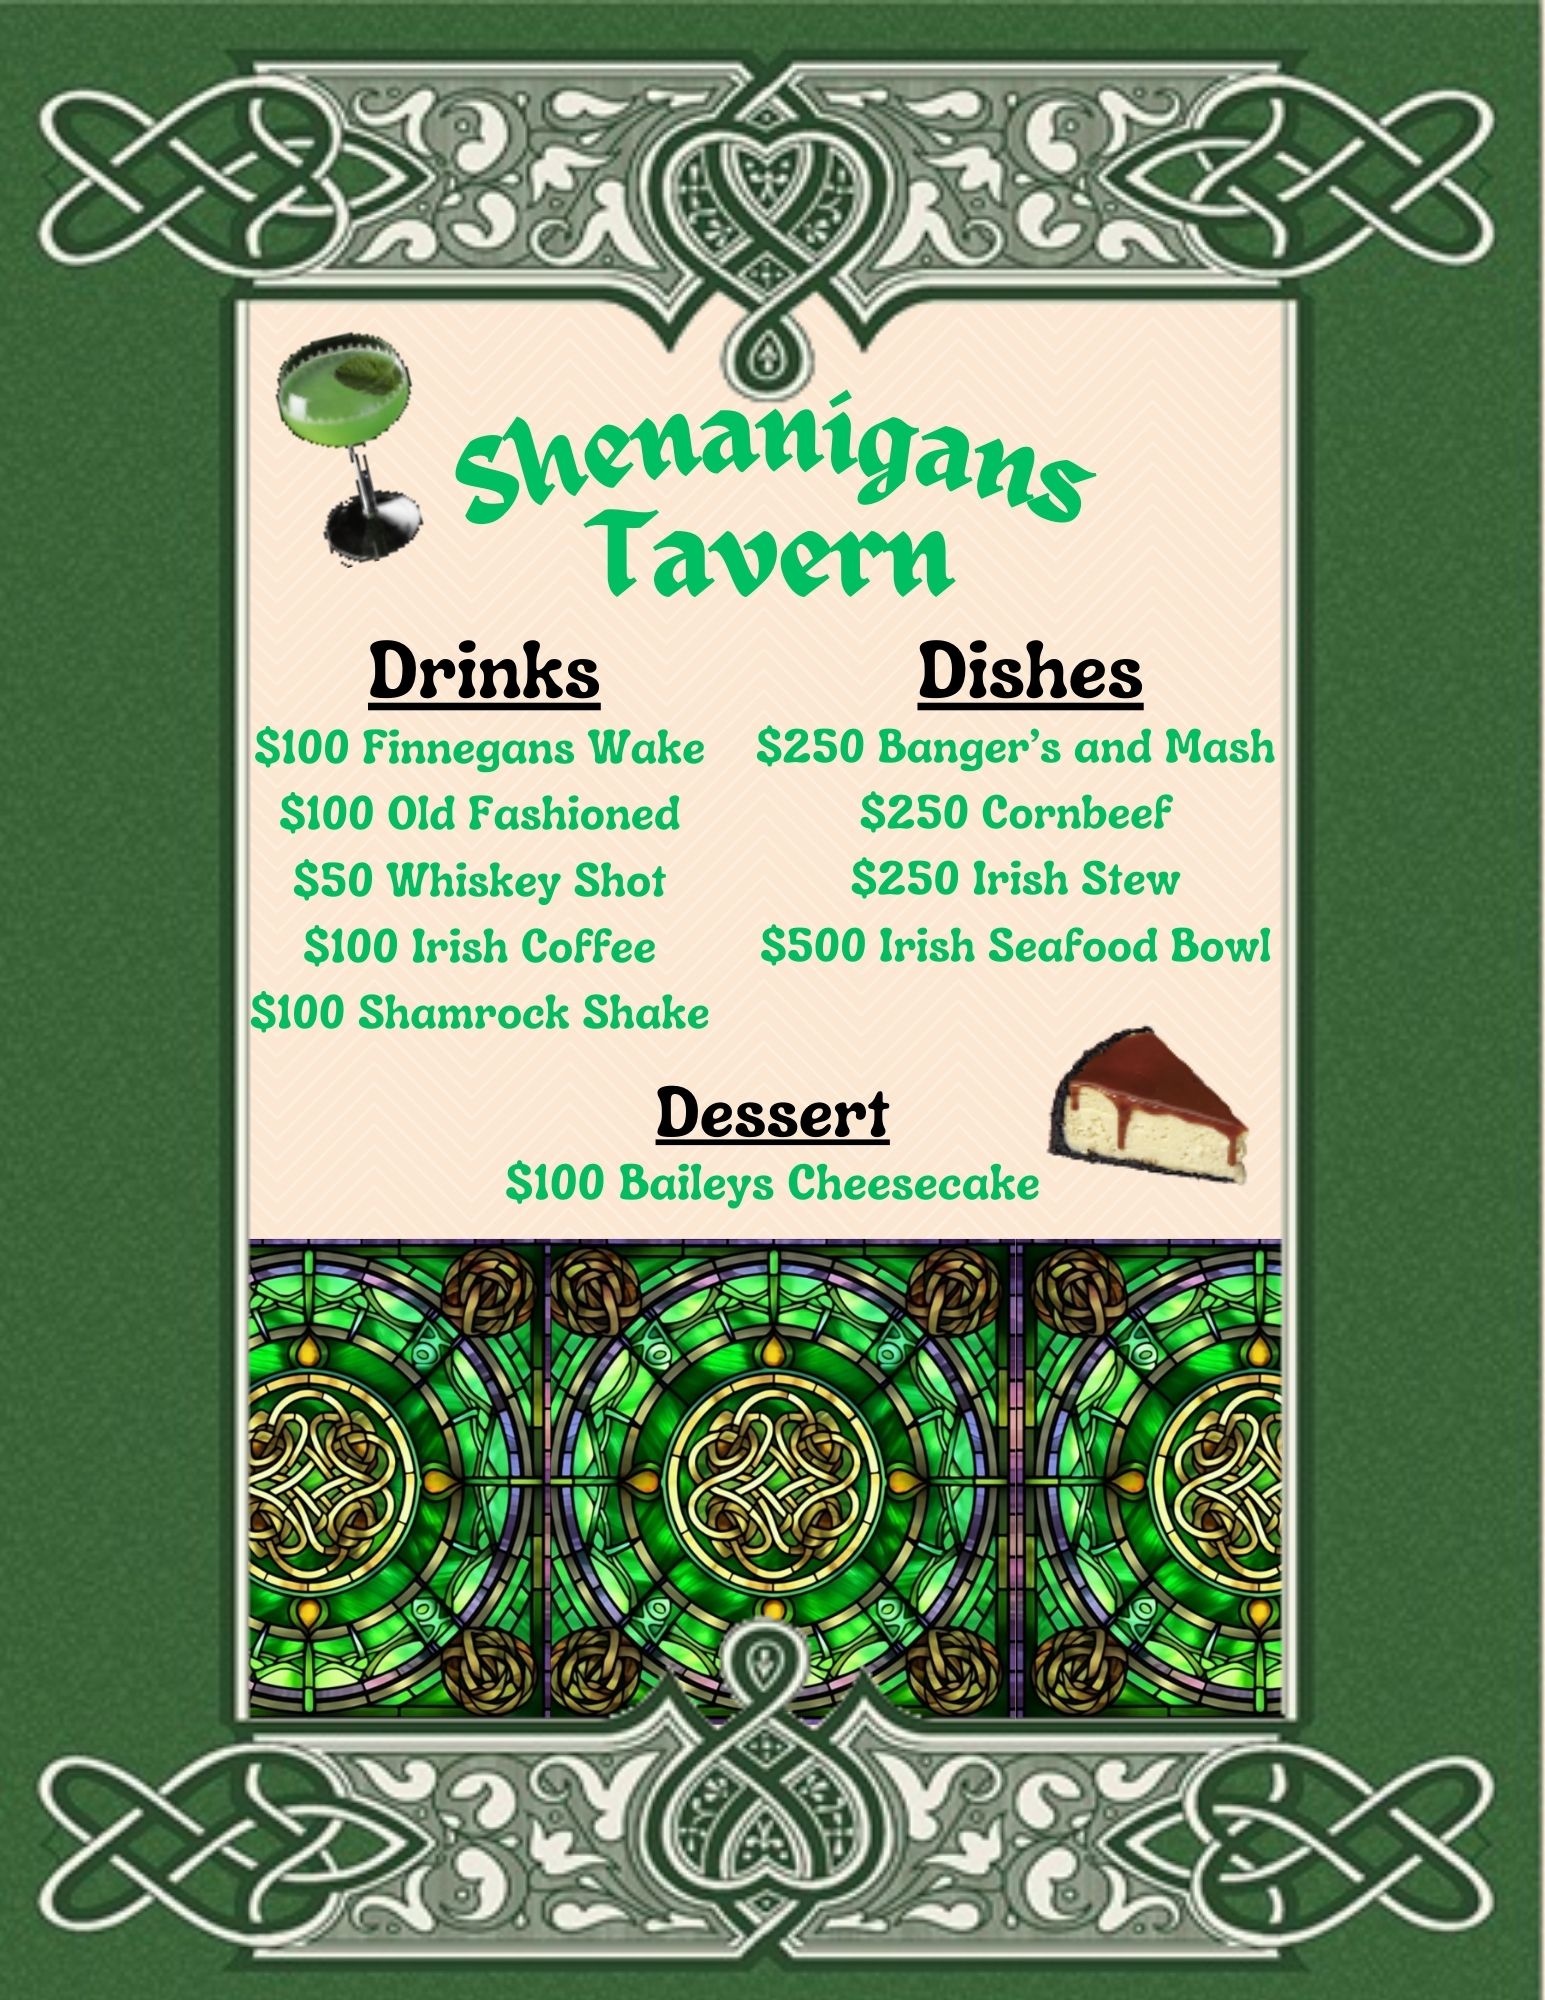 Shenanigans
Tavern
Drinks
$100 Finnegans Wake
$100 Old Fashioned
$50 Whiskey Shot
$100 Irish Coffee
$100 Shamrock Shake
Dishes
$250 Banger's and Mash
$250 Cornbeef
$250 Irish Stew
$500 Irish Seafood Bowl
Dessert
$100 Baileys Cheesecake